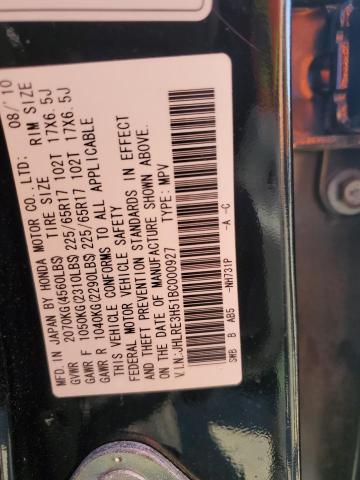 MFD. IN JAPAN BY HONDA MOTOR CO., LTD: 08/'10
TIRE SIZE RIM SIZE
GVWR 2070KG(4560LBS)
GAWR F 1050KG(2310LBS) 225/65R17 102T 17X6.5J
GAWR R 1040KG(2290LBS) 225/65R17 102T 17X6.5J
THIS VEHICLE CONFORMS TO ALL APPLICABLE
FEDERAL MOTOR VEHICLE SAFETY
THEFT PREVENTION STANDARDS IN EFFECT
ON THE DATE OF MANUFACTURE SHOWN ABOVE.
V.I.N.:JHLRE3H51BC000927 TYPE: MPV
-NH731P -A -C
SWB B AB5